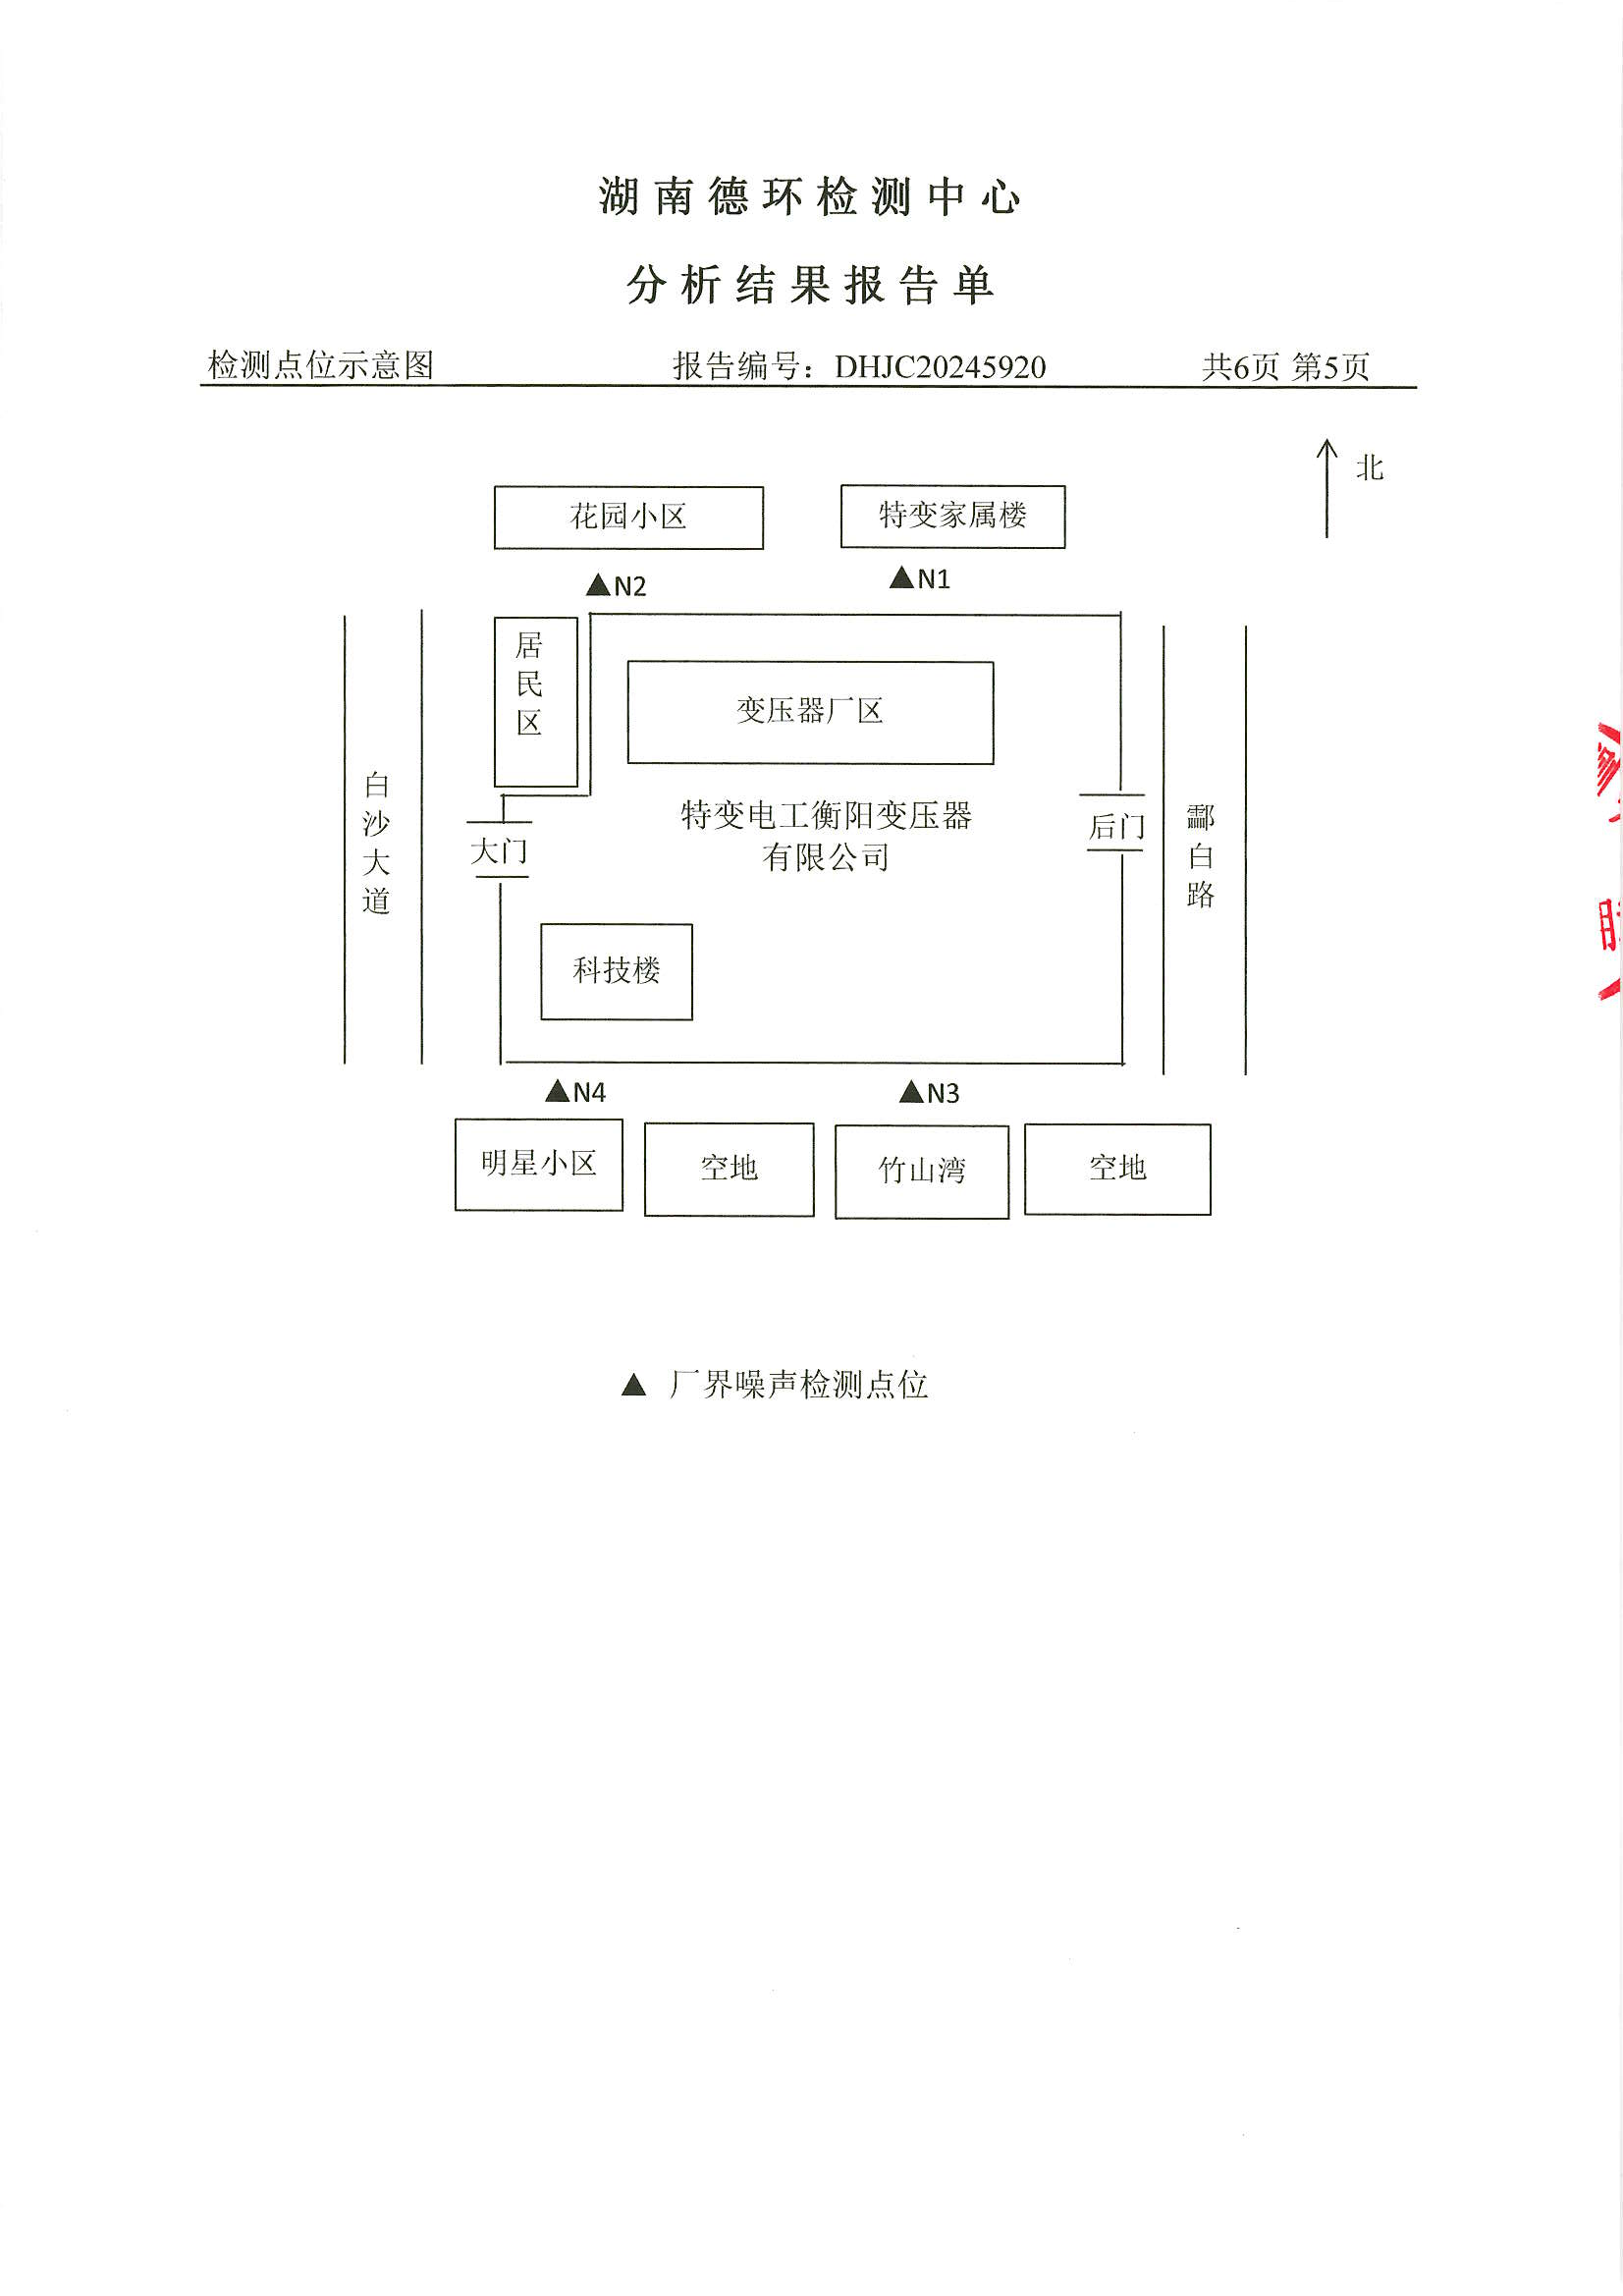 湖南德环检测中心
分析结果报告单
检测点位示意图 报告编号：DHJC20245920 共6页 第5页
北
花园小区 特变家属楼
▲N2 ▲N1
居民区
变压器厂区
白沙大道
特变电工衡阳变压器
有限公司
大门
后门
酃白路
科技楼
▲N4 ▲N3
明星小区 空地 竹山湾 空地
▲ 厂界噪声检测点位